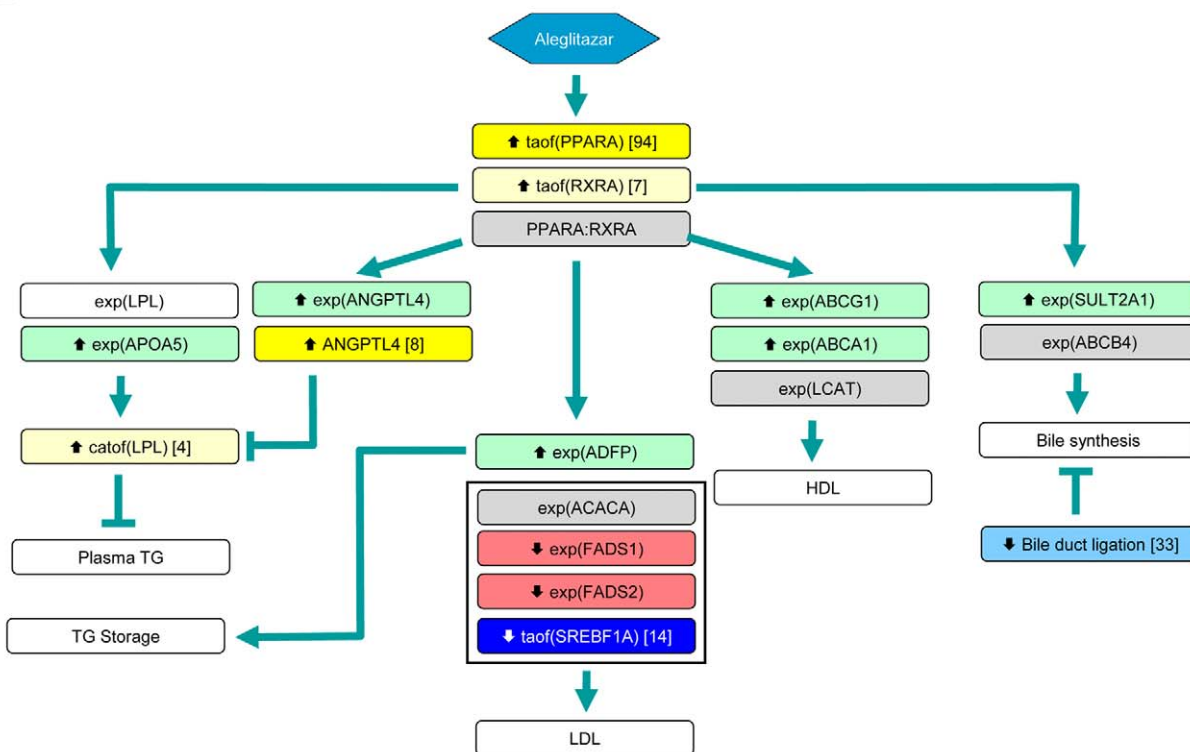 Aleglitazar
⬆ taof(PPARA) [94]
⬆ taof(RXRA) [7]
PPARA:RXRA
exp(LPL)
⬆ exp(APOA5)
⬆ exp(ANGPTL4)
⬆ ANGPTL4 [8]
⬆ exp(ABCG1)
⬆ exp(ABCA1)
exp(LCAT)
⬆ exp(SULT2A1)
exp(ABCB4)
⬆ catof(LPL) [4]
⬆ exp(ADFP)
Bile synthesis
HDL
exp(ACACA)
⬇ exp(FADS1)
⬇ exp(FADS2)
⬇ taof(SREBF1A) [14]
Plasma TG
⬇ Bile duct ligation [33]
TG Storage
LDL